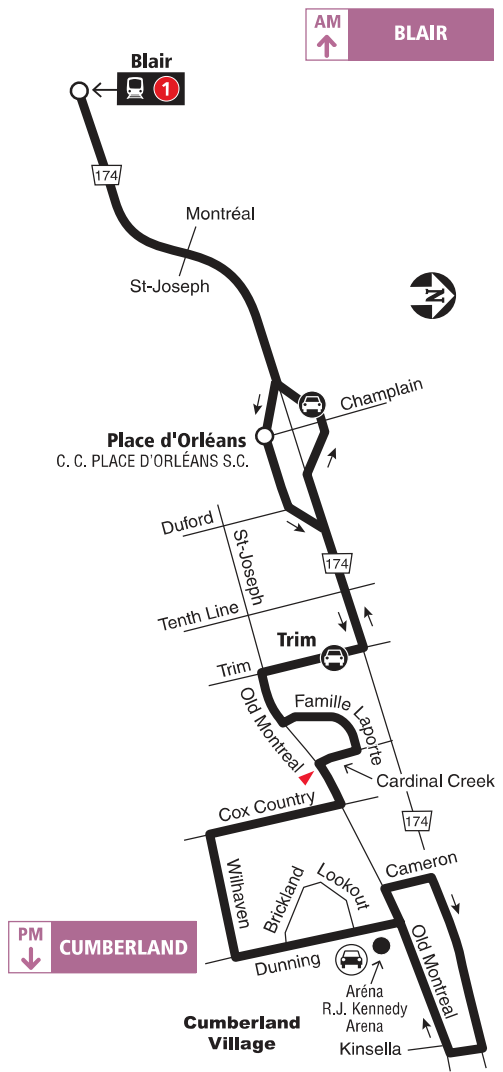 AM
BLAIR
Blair
1
174
Montréal
St-Joseph
N
Champlain
Place d'Orléans
C. C. PLACE D'ORLÉANS S.C.
Duford
St-Joseph
174
Tenth Line
Trim
Trim
Famille
Laporte
Old Montreal
Cardinal Creek
Cox Country
174
Cameron
Wilhaven
Brickland
Lookout
Old Montreal
PM
CUMBERLAND
Dunning
Aréna
R.J. Kennedy
Arena
Cumberland
Village
Kinsella